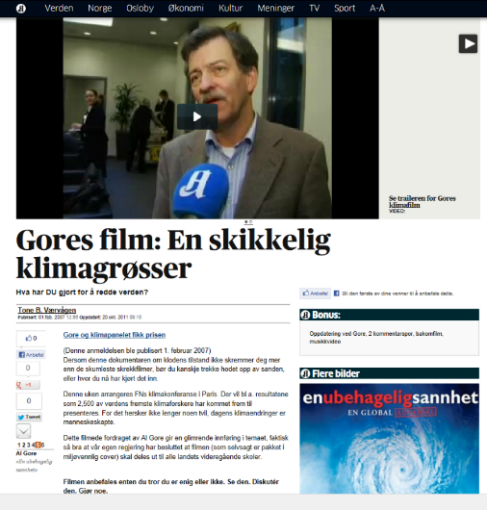 Verden Norge Osloby Økonomi Kultur Meninger TV Sport A-Å
Se traileren for Gores
klimafilm
VIDEO
Gores film: En skikkelig
klimagrøsser
Hva har DU gjort for å redde verden?
Tone B. Værvågen
Publisert: 01. feb. 2007 Oppdatert: 20. okt. 2011
Anbefal Bli den første av dine venner til å anbefale dette.
Bonus:
Oppdatering ved Gore, 2 kommentarspor, bakomfilm,
musikkvideo
0
Anbefal
0
+1
0
Tweet
1 2 3 4 5 6
Al Gore
«En ubehagelig
sannhet»
Gore og klimapanelet fikk prisen
(Denne anmeldelsen ble publisert 1. februar 2007)
Dersom denne dokumentaren om klodens tilstand ikke skremmer deg mer
enn de skumleste skrekkfilmer, bør du kanskje trekke hodet opp av sanden,
eller hvor du nå har kjørt det inn.
Denne uken arrangeres FNs klimakonferanse i Paris. Der vil bl.a. resultatene
som 2,500 av verdens fremste klimaforskere har kommet frem til
presenteres. For det hersker ikke lenger noen tvil, dagens klimaendringer er
menneskeskapte.
Dette filmede fordraget av Al Gore er en glimrende innføring i temaet, faktisk
så bra at vår egen regjering har besluttet at filmen (som selvsagt er pakket i
miljøvennlig cover) skal deles ut til alle landets videregående skoler.
Filmen anbefales enten du tror du er enig eller ikke. Se den. Diskutér
den. Gjør noe.
Flere bilder
enubehageligsannhet
EN GLOBAL